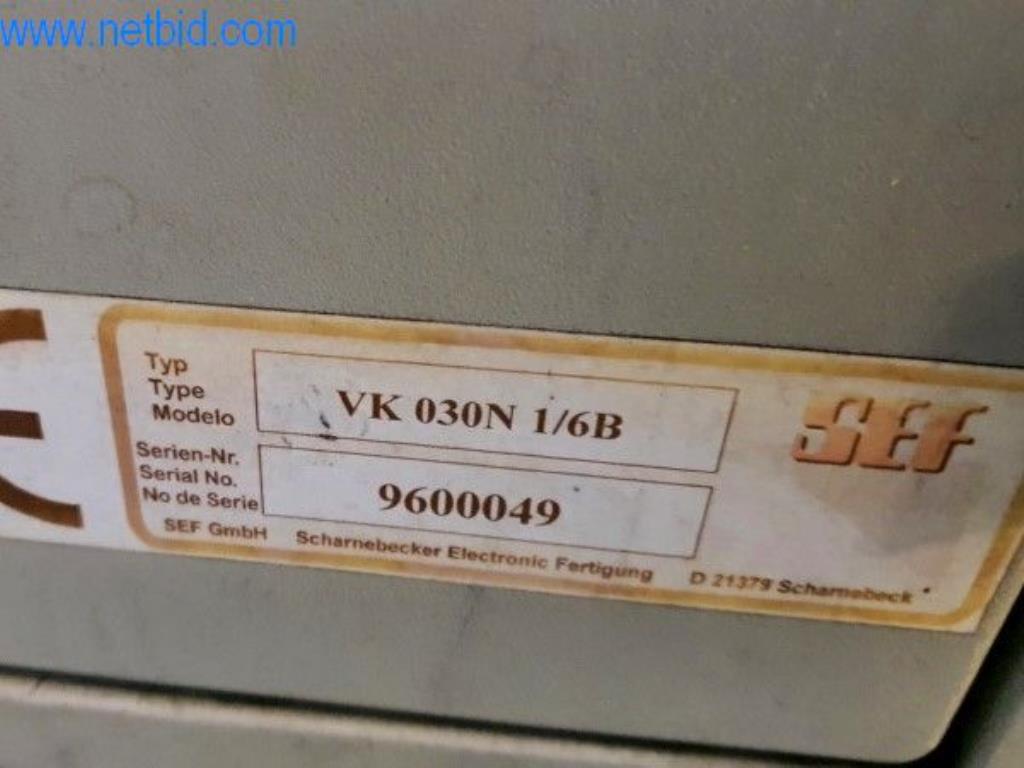 www.netbid.com
CE
Typ
Type
Modelo
VK 030N 1/6B
SEF
Serien-Nr.
Serial No.
No de Serie
9600049
SEF GmbH Scharnebecker Electronic Fertigung D 21379 Scharnebeck